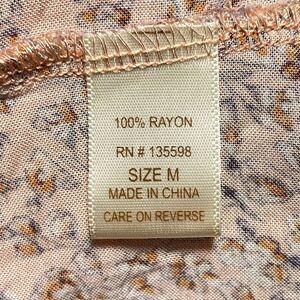 100% RAYON
RN # 135598
SIZE M
MADE IN CHINA
CARE ON REVERSE